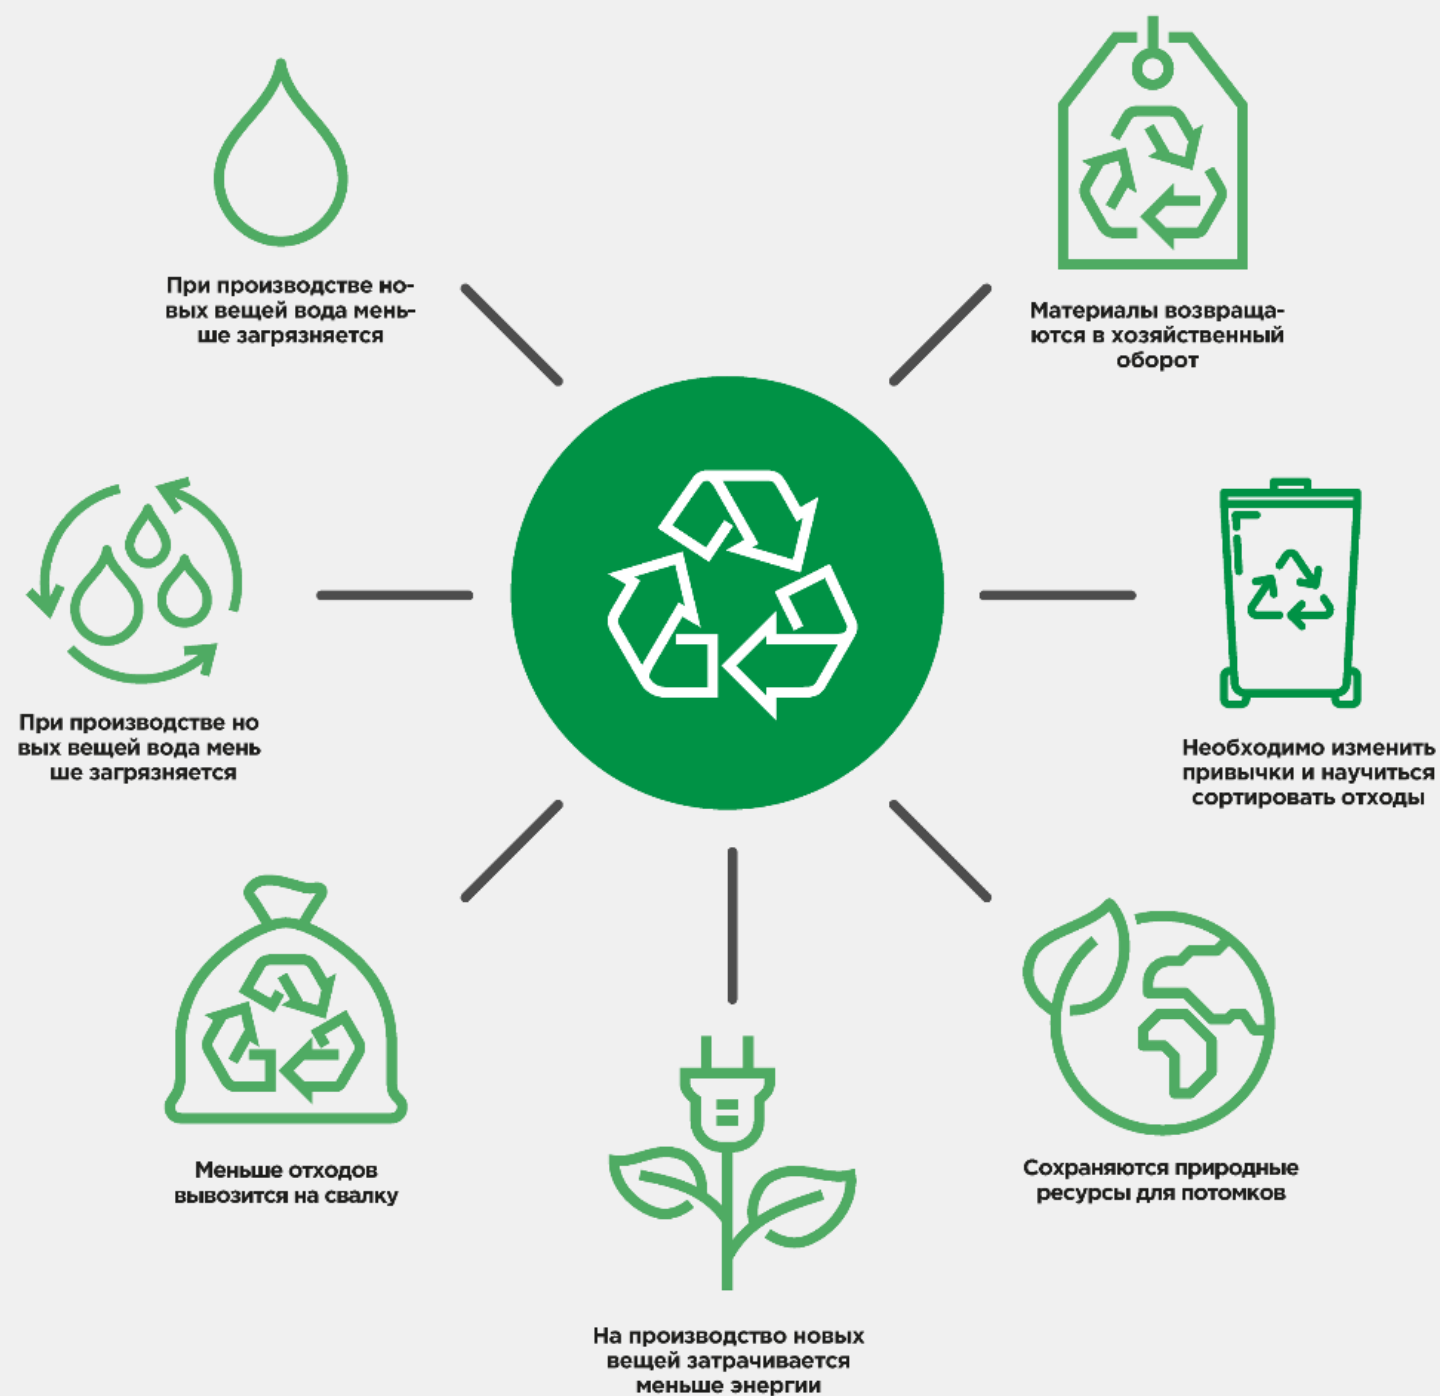 При производстве но-
вых вещей вода мень-
ше загрязняется
Материалы возвраща-
ются в хозяйственный
оборот
При производстве но
вых вещей вода мень
ше загрязняется
Необходимо изменить
привычки и научиться
сортировать отходы
Меньше отходов
вывозится на свалку
Сохраняются природные
ресурсы для потомков
На производство новых
вещей затрачивается
меньше энергии